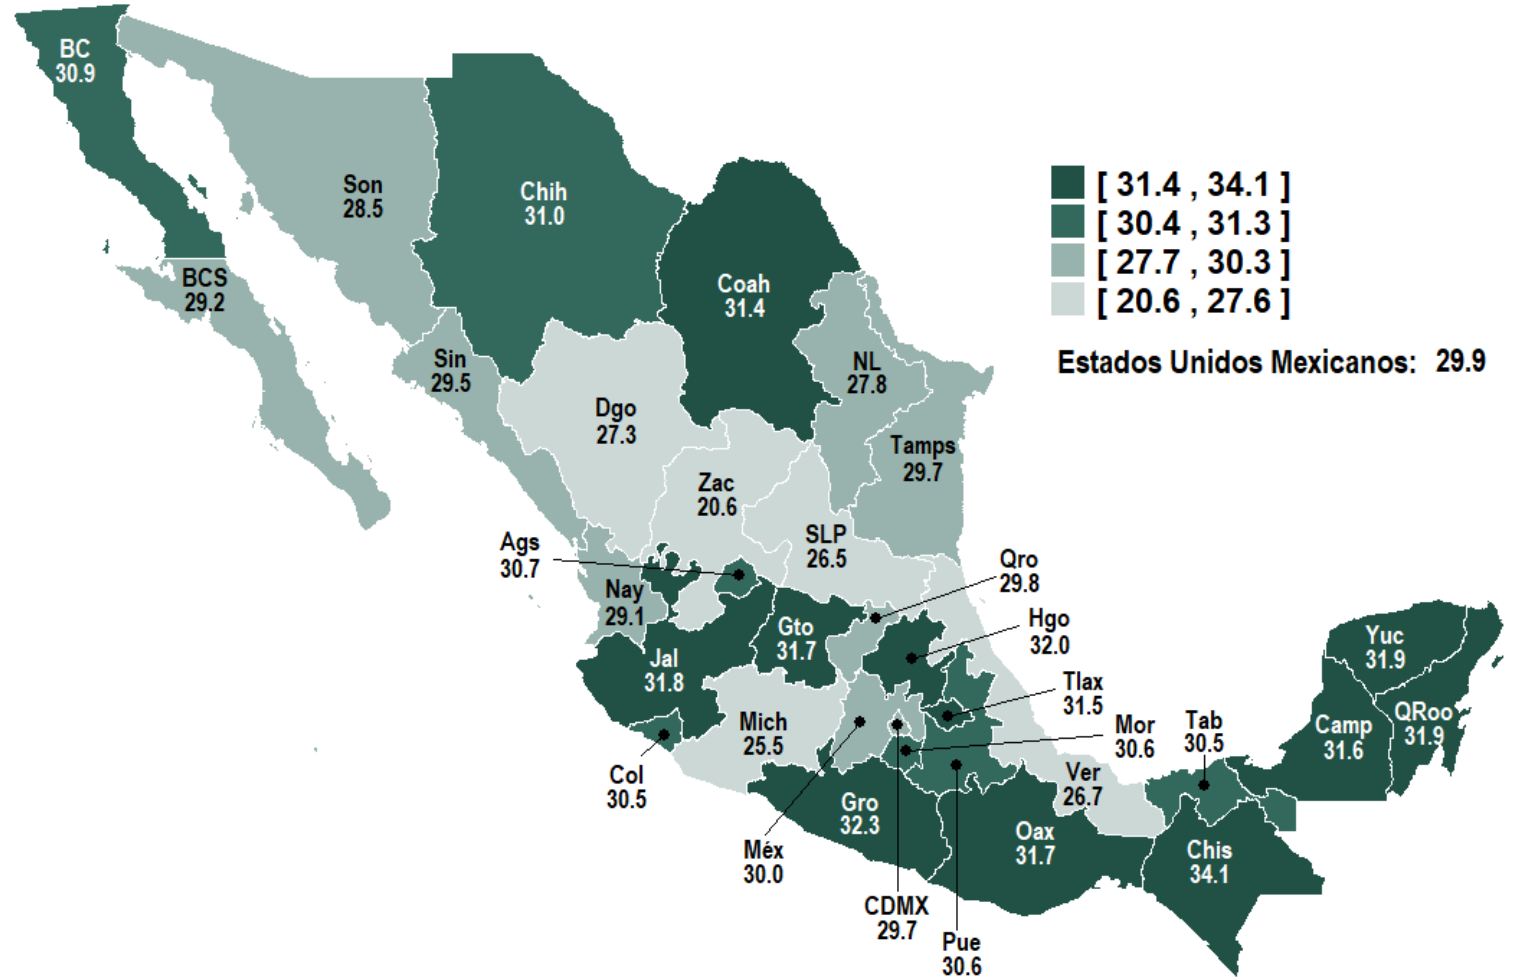 BC
30.9
Son
28.5
Chih
31.0
[ 31.4 , 34.1 ]
[ 30.4 , 31.3 ]
[ 27.7 , 30.3 ]
[ 20.6 , 27.6 ]
Estados Unidos Mexicanos: 29.9
BCS
29.2
Coah
31.4
Sin
29.5
NL
27.8
Dgo
27.3
Tamps
29.7
Zac
20.6
SLP
26.5
Ags
30.7
Nay
29.1
Qro
29.8
Hgo
32.0
Gto
31.7
Jal
31.8
Yuc
31.9
Tlax
31.5
Mich
25.5
Mor
30.6
Tab
30.5
Camp
31.6
QRoo
31.9
Col
30.5
Ver
26.7
Gro
32.3
Oax
31.7
Chis
34.1
Méx
30.0
CDMX
29.7
Pue
30.6